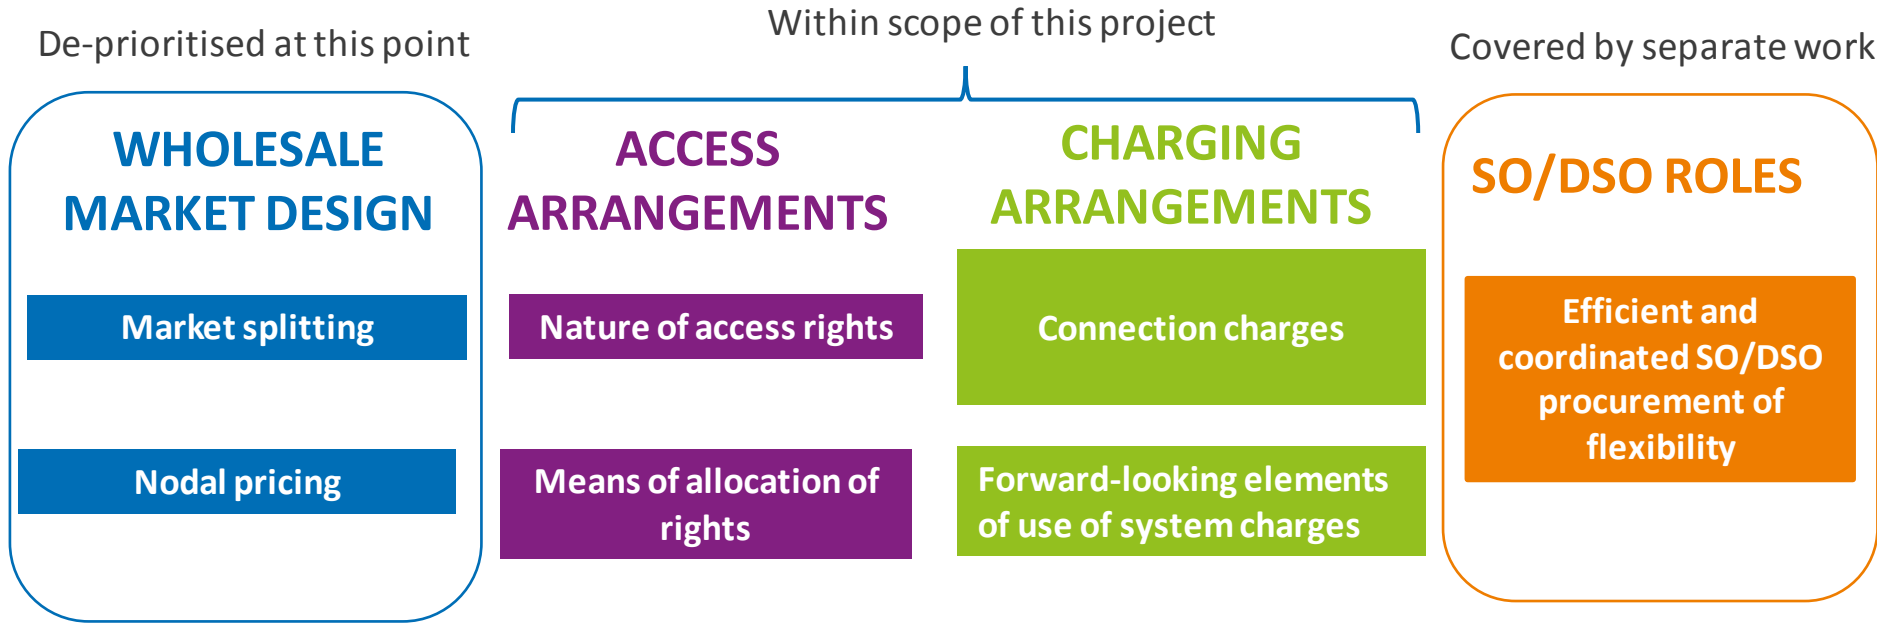 De-prioritised at this point
Within scope of this project
Covered by separate work
WHOLESALE
MARKET DESIGN
Market splitting
Nodal pricing
ACCESS
ARRANGEMENTS
Nature of access rights
Means of allocation of
rights
CHARGING
ARRANGEMENTS
Connection charges
Forward-looking elements
of use of system charges
SO/DSO ROLES
Efficient and
coordinated SO/DSO
procurement of
flexibility